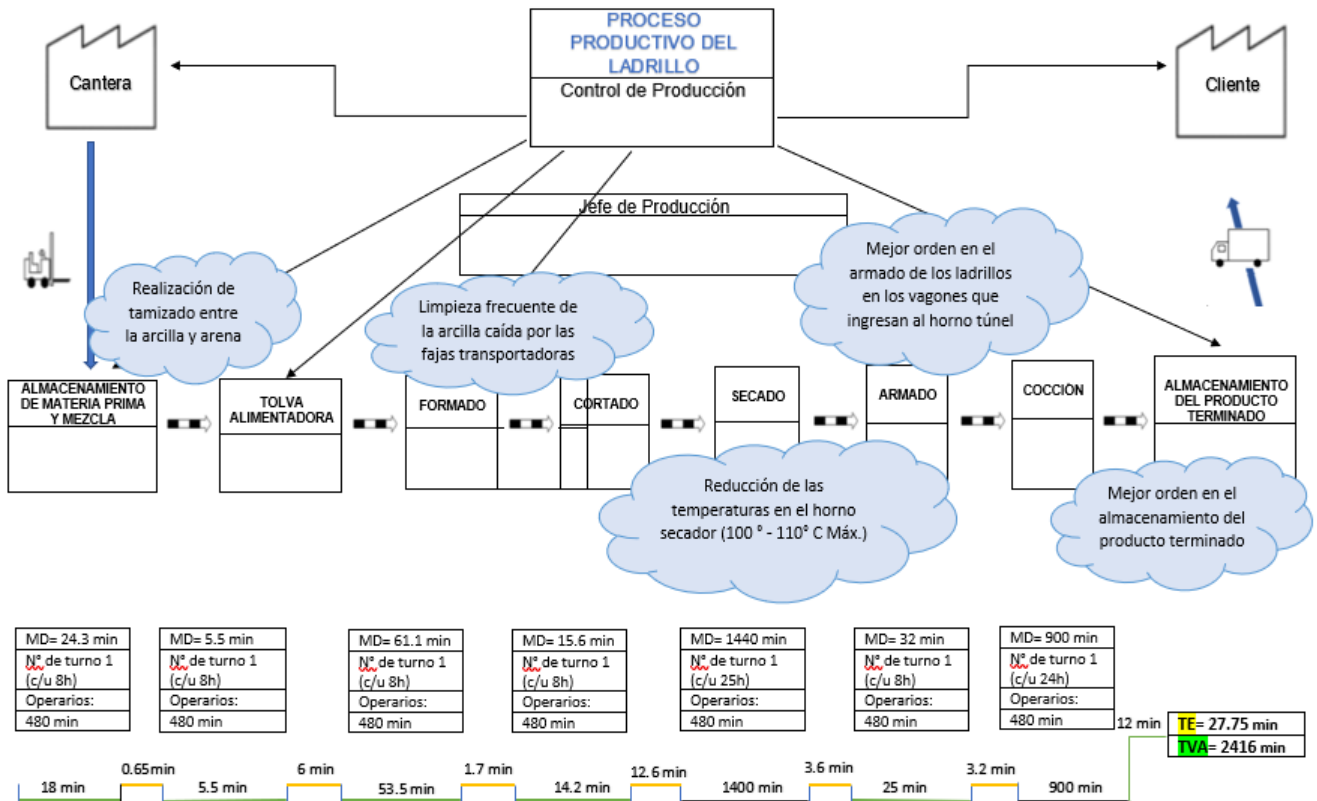 PROCESO
PRODUCTIVO DEL
LADRILLO
Control de Producción
Cantera
Cliente
Jefe de Producción
Realización de
tamizado entre
la arcilla y arena
Limpieza frecuente de
la arcilla caída por las
fajas transportadoras
Mejor orden en el
armado de los ladrillos
en los vagones que
ingresan al horno túnel
ALMACENAMIENTO
DE MATERIA PRIMA
Y MEZCLA
TOLVA
ALIMENTADORA
FORMADO
CORTADO
SECADO
ARMADO
COCCIÓN
ALMACENAMIENTO
DEL PRODUCTO
TERMINADO
Reducción de las
temperaturas en el horno
secador (100 ° - 110° C Máx.)
Mejor orden en el
almacenamiento del
producto terminado
MD= 24.3 min
N° de turno 1
(c/u 8h)
Operarios:
480 min
MD= 5.5 min
N° de turno 1
(c/u 8h)
Operarios:
480 min
MD= 61.1 min
N° de turno 1
(c/u 8h)
Operarios:
480 min
MD= 15.6 min
N° de turno 1
(c/u 8h)
Operarios:
480 min
MD= 1440 min
N° de turno 1
(c/u 25h)
Operarios:
480 min
MD= 32 min
N° de turno 1
(c/u 8h)
Operarios:
480 min
MD= 900 min
N° de turno 1
(c/u 24h)
Operarios:
480 min
18 min
0.65 min
5.5 min
6 min
53.5 min
1.7 min
14.2 min
12.6 min
1400 min
3.6 min
25 min
3.2 min
900 min
12 min
TE= 27.75 min
TVA= 2416 min